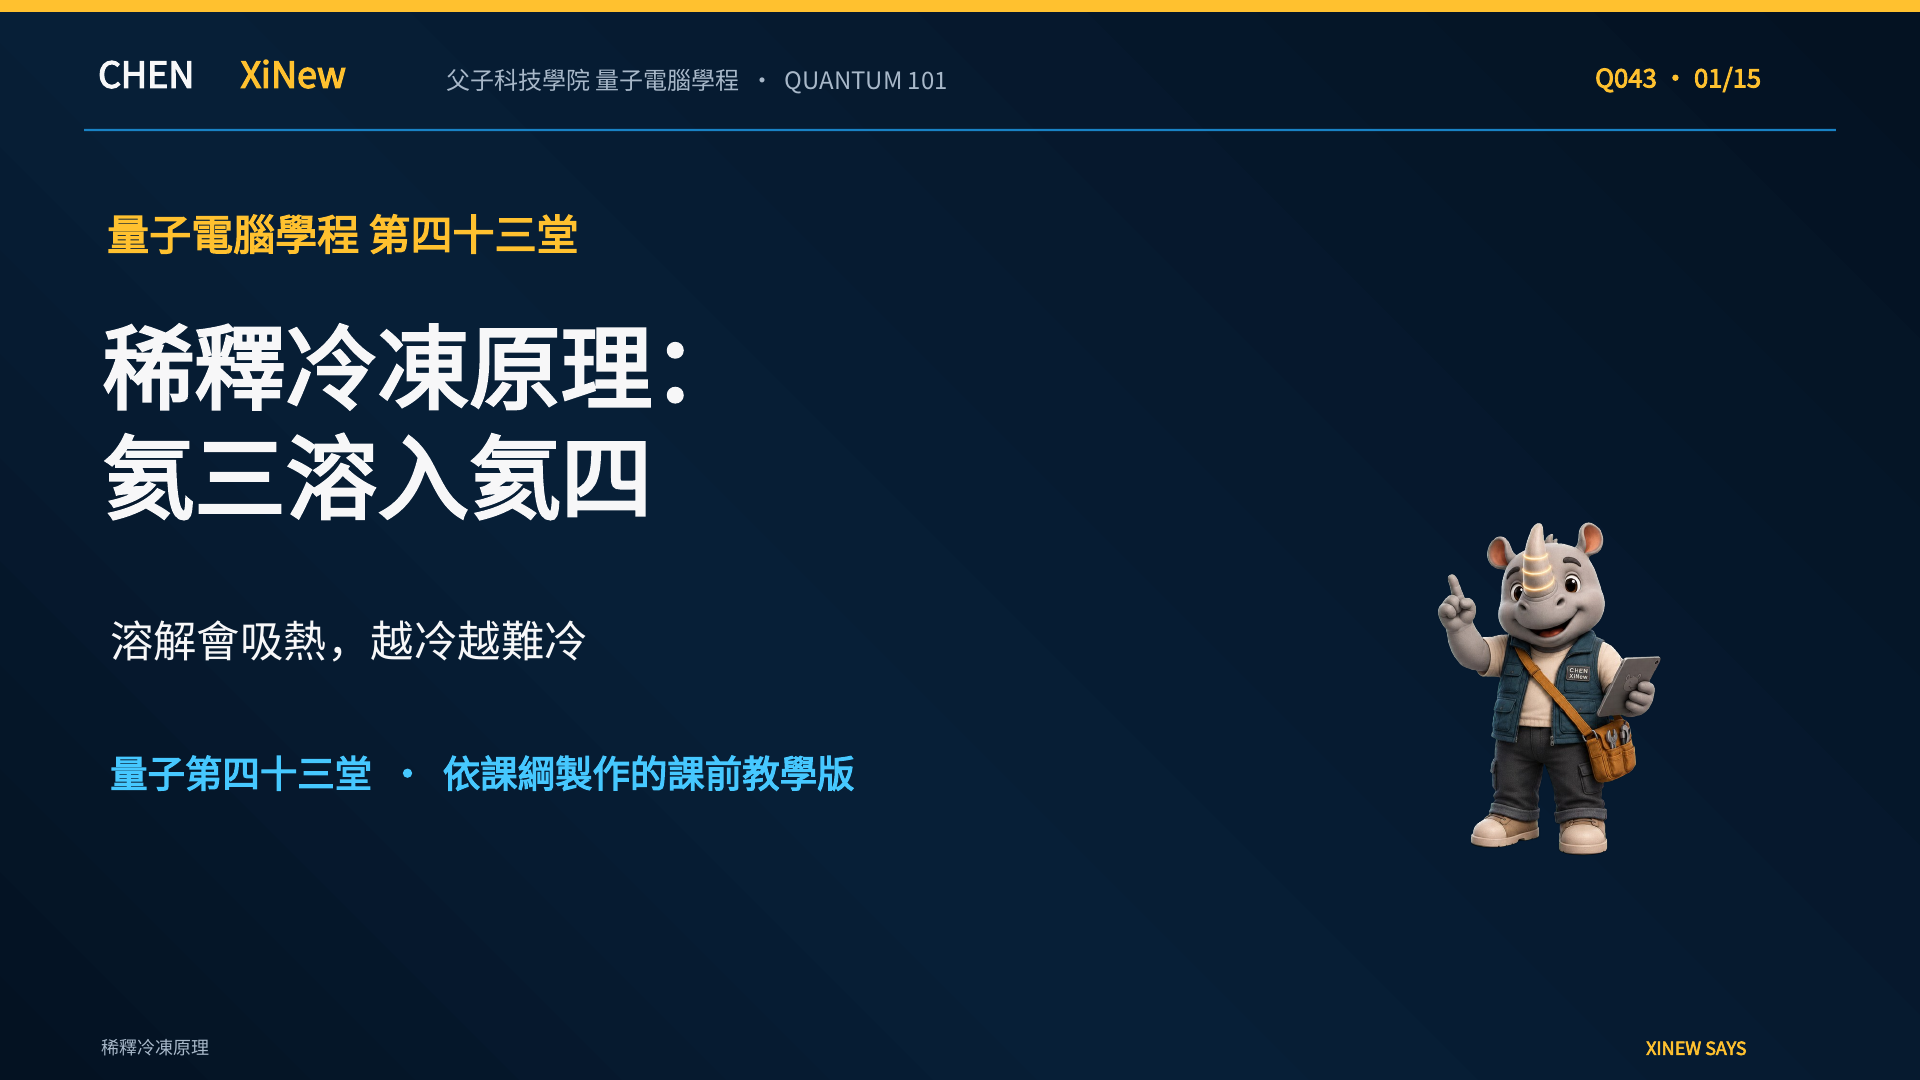 CHEN XiNew 父子科技學院 量子電腦學程 • QUANTUM 101 Q043 • 01/15
量子電腦學程 第四十三堂
稀釋冷凍原理：
氦三溶入氦四
溶解會吸熱，越冷越難冷
量子第四十三堂 • 依課綱製作的課前教學版
CHEN
XiNew
稀釋冷凍原理
XINEW SAYS